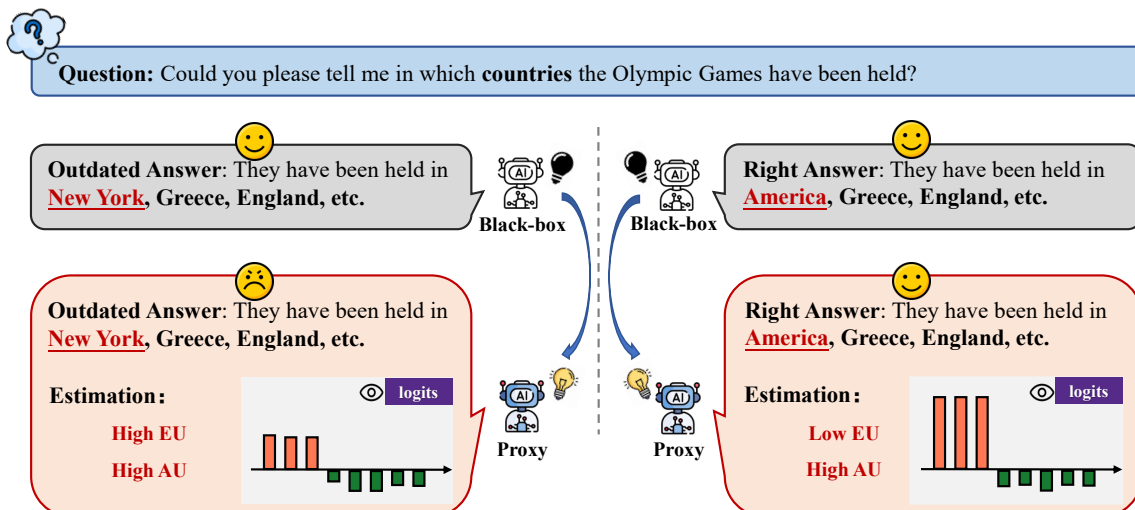 Question: Could you please tell me in which countries the Olympic Games have been held?
Outdated Answer: They have been held in
New York, Greece, England, etc.
AI
Black-box
AI
Black-box
Right Answer: They have been held in
America, Greece, England, etc.
Outdated Answer: They have been held in
New York, Greece, England, etc.
Estimation:
logits
High EU
High AU
AI
Proxy
AI
Proxy
Right Answer: They have been held in
America, Greece, England, etc.
Estimation:
logits
Low EU
High AU